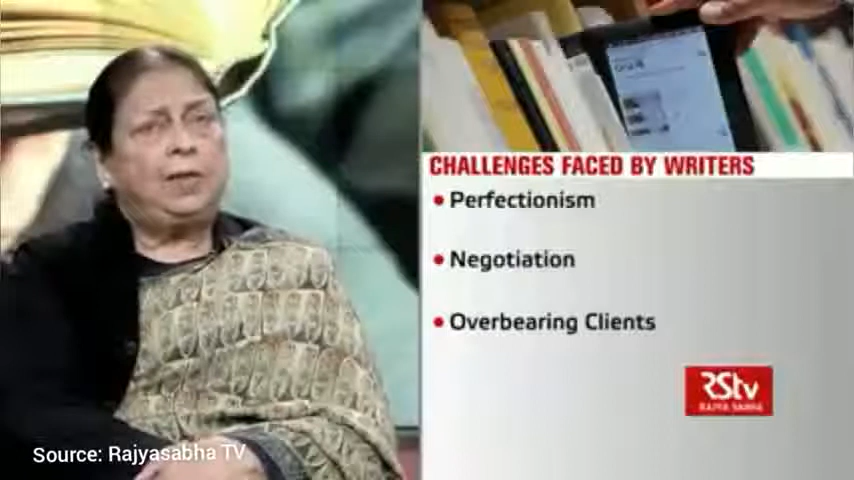 CHALLENGES FACED BY WRITERS
• Perfectionism
• Negotiation
• Overbearing Clients
RSTV
RAJYA SABHA
Source: Rajyasabha TV